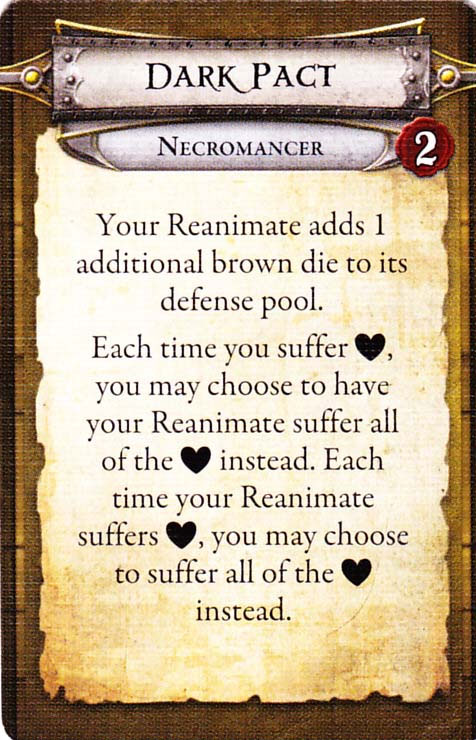 Dark Pact
Necromancer
2
Your Reanimate adds 1
additional brown die to its
defense pool.
Each time you suffer ♥,
you may choose to have
your Reanimate suffer all
of the ♥ instead. Each
time your Reanimate
suffers ♥, you may choose
to suffer all of the ♥
instead.